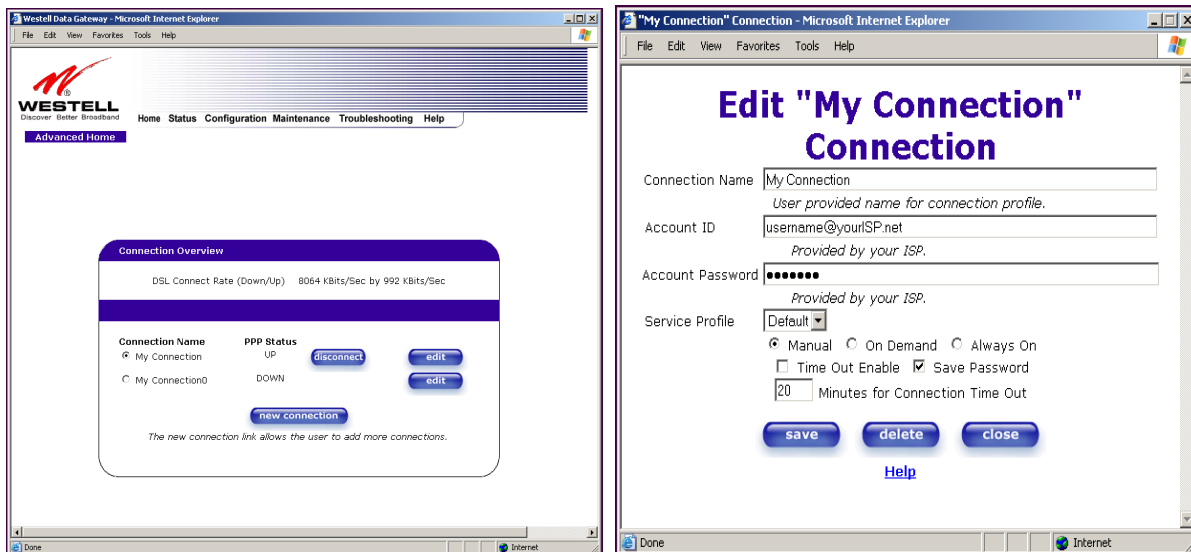 Westell Data Gateway - Microsoft Internet Explorer
File Edit View Favorites Tools Help
WESTELL
Discover Better Broadband
Home Status Configuration Maintenance Troubleshooting Help
Advanced Home
Connection Overview
DSL Connect Rate (Down/Up) 8064 KBits/Sec by 992 KBits/Sec
Connection Name PPP Status
My Connection UP disconnect edit
My Connection0 DOWN edit
new connection
The new connection link allows the user to add more connections.
Done Internet
"My Connection" Connection - Microsoft Internet Explorer
File Edit View Favorites Tools Help
Edit "My Connection"
Connection
Connection Name My Connection
User provided name for connection profile.
Account ID username@yourISP.net
Provided by your ISP.
Account Password •••••••
Provided by your ISP.
Service Profile Default
Manual On Demand Always On
Time Out Enable Save Password
20 Minutes for Connection Time Out
save delete close
Help
Done Internet